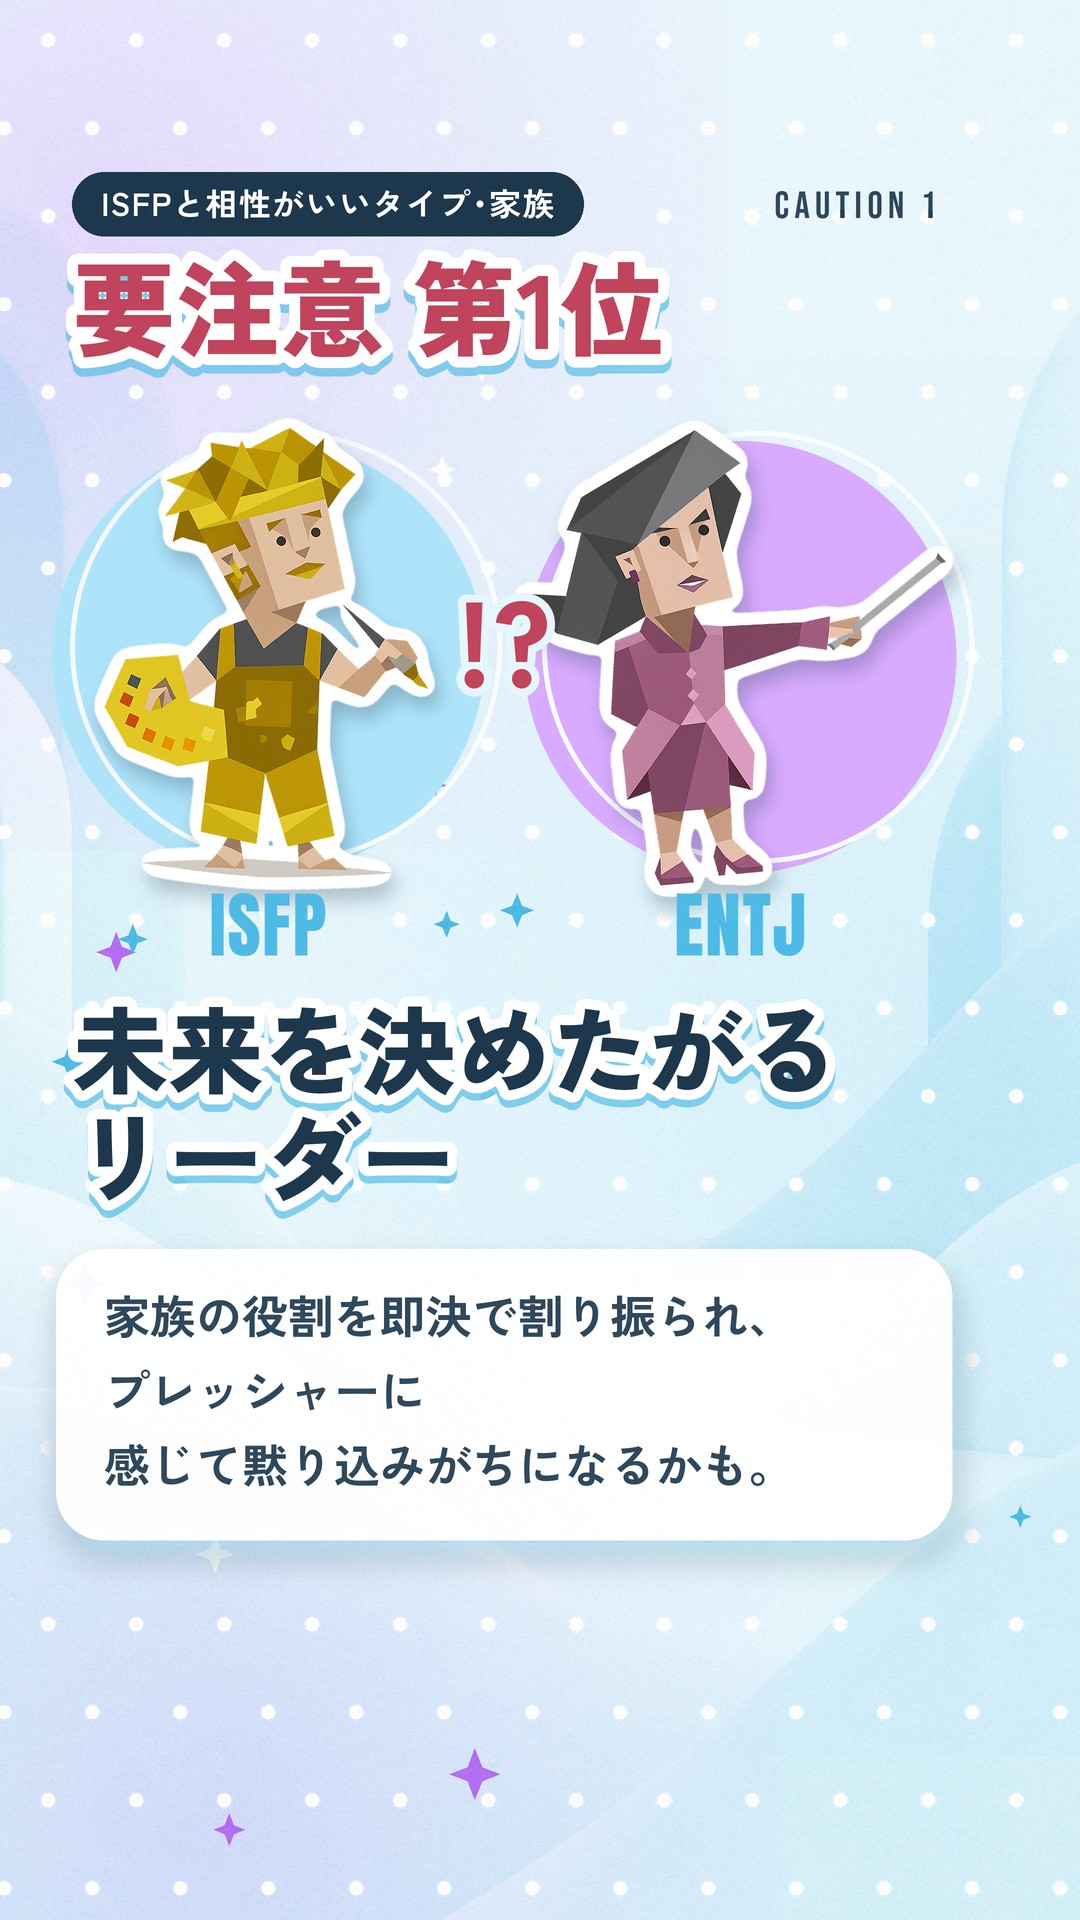 ISFPと相性がいいタイプ・家族
CAUTION 1
要注意 第1位
!?
ISFP
ENTJ
未来を決めたがる
リーダー
家族の役割を即決で割り振られ、
プレッシャーに
感じて黙り込みがちになるかも。